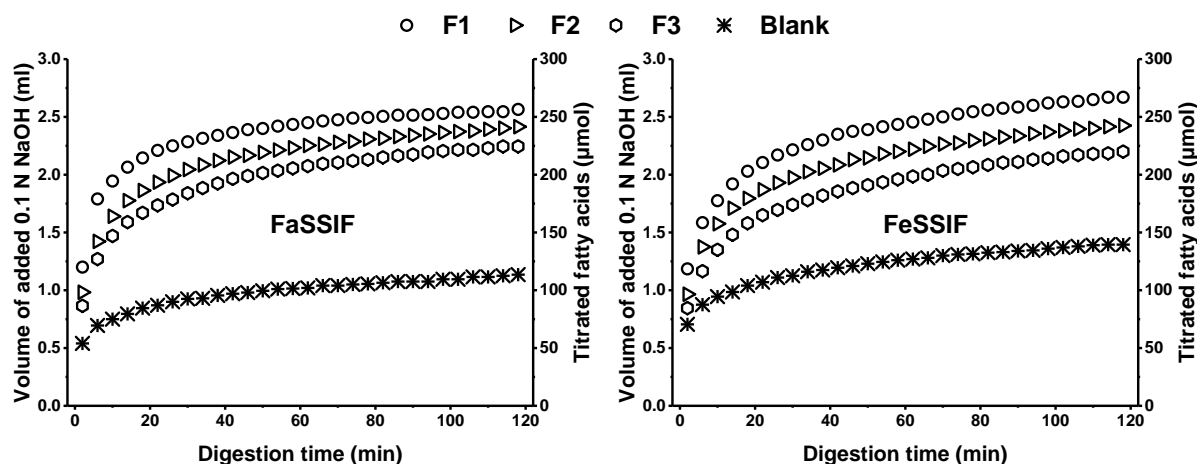 F1 F2 F3 Blank
Volume of added 0.1 N NaOH (ml)
3.0
2.5
2.0
1.5
1.0
0.5
0.0
FaSSIF
300
250
200
150
100
50
0
Titrated fatty acids (µmol)
0 20 40 60 80 100 120
Digestion time (min)
Volume of added 0.1 N NaOH (ml)
3.0
2.5
2.0
1.5
1.0
0.5
0.0
FeSSIF
300
250
200
150
100
50
0
Titrated fatty acids (µmol)
0 20 40 60 80 100 120
Digestion time (min)